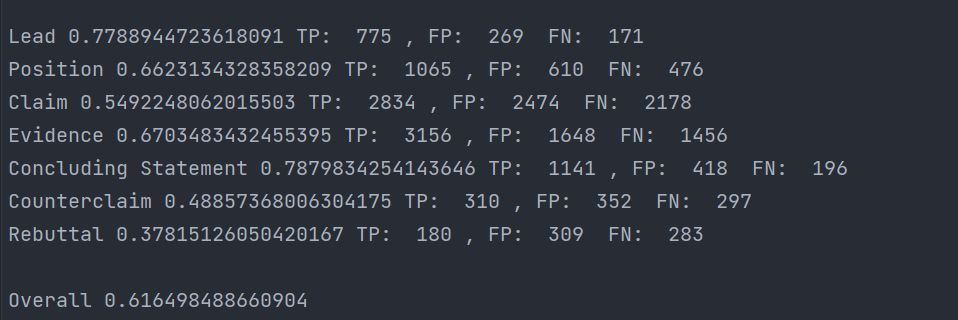 Lead 0.7788944723618091 TP:  775 , FP:  269  FN:  171
Position 0.6623134328358209 TP:  1065 , FP:  610  FN:  476
Claim 0.5492248062015503 TP:  2834 , FP:  2474  FN:  2178
Evidence 0.6703483432455395 TP:  3156 , FP:  1648  FN:  1456
Concluding Statement 0.7879834254143646 TP:  1141 , FP:  418  FN:  196
Counterclaim 0.48857368006304175 TP:  310 , FP:  352  FN:  297
Rebuttal 0.37815126050420167 TP:  180 , FP:  309  FN:  283
Overall 0.616498488660904